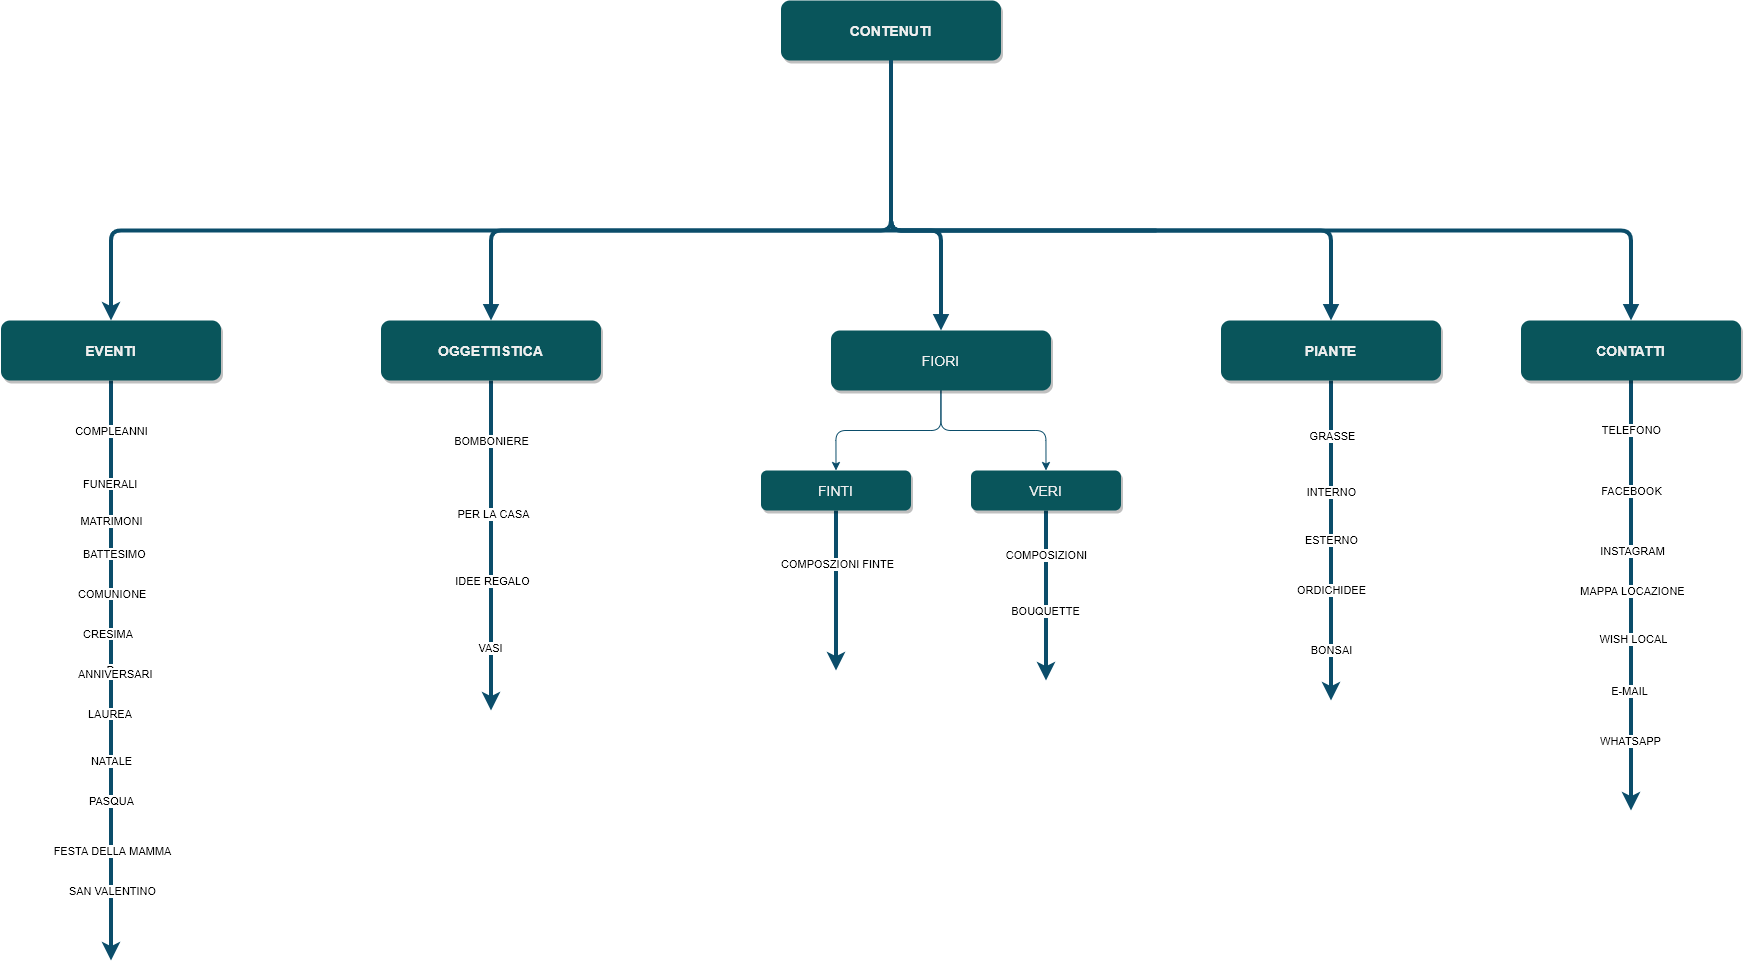 CONTENUTI
EVENTI
COMPLEANNI
FUNERALI
MATRIMONI
BATTESIMO
COMUNIONE
CRESIMA
ANNIVERSARI
LAUREA
NATALE
PASQUA
FESTA DELLA MAMMA
SAN VALENTINO
OGGETTISTICA
BOMBONIERE
PER LA CASA
IDEE REGALO
VASI
FIORI
FINTI
COMPOSZIONI FINTE
VERI
COMPOSIZIONI
BOUQUETTE
PIANTE
GRASSE
INTERNO
ESTERNO
ORDICHIDEE
BONSAI
CONTATTI
TELEFONO
FACEBOOK
INSTAGRAM
MAPPA LOCAZIONE
WISH LOCAL
E-MAIL
WHATSAPP